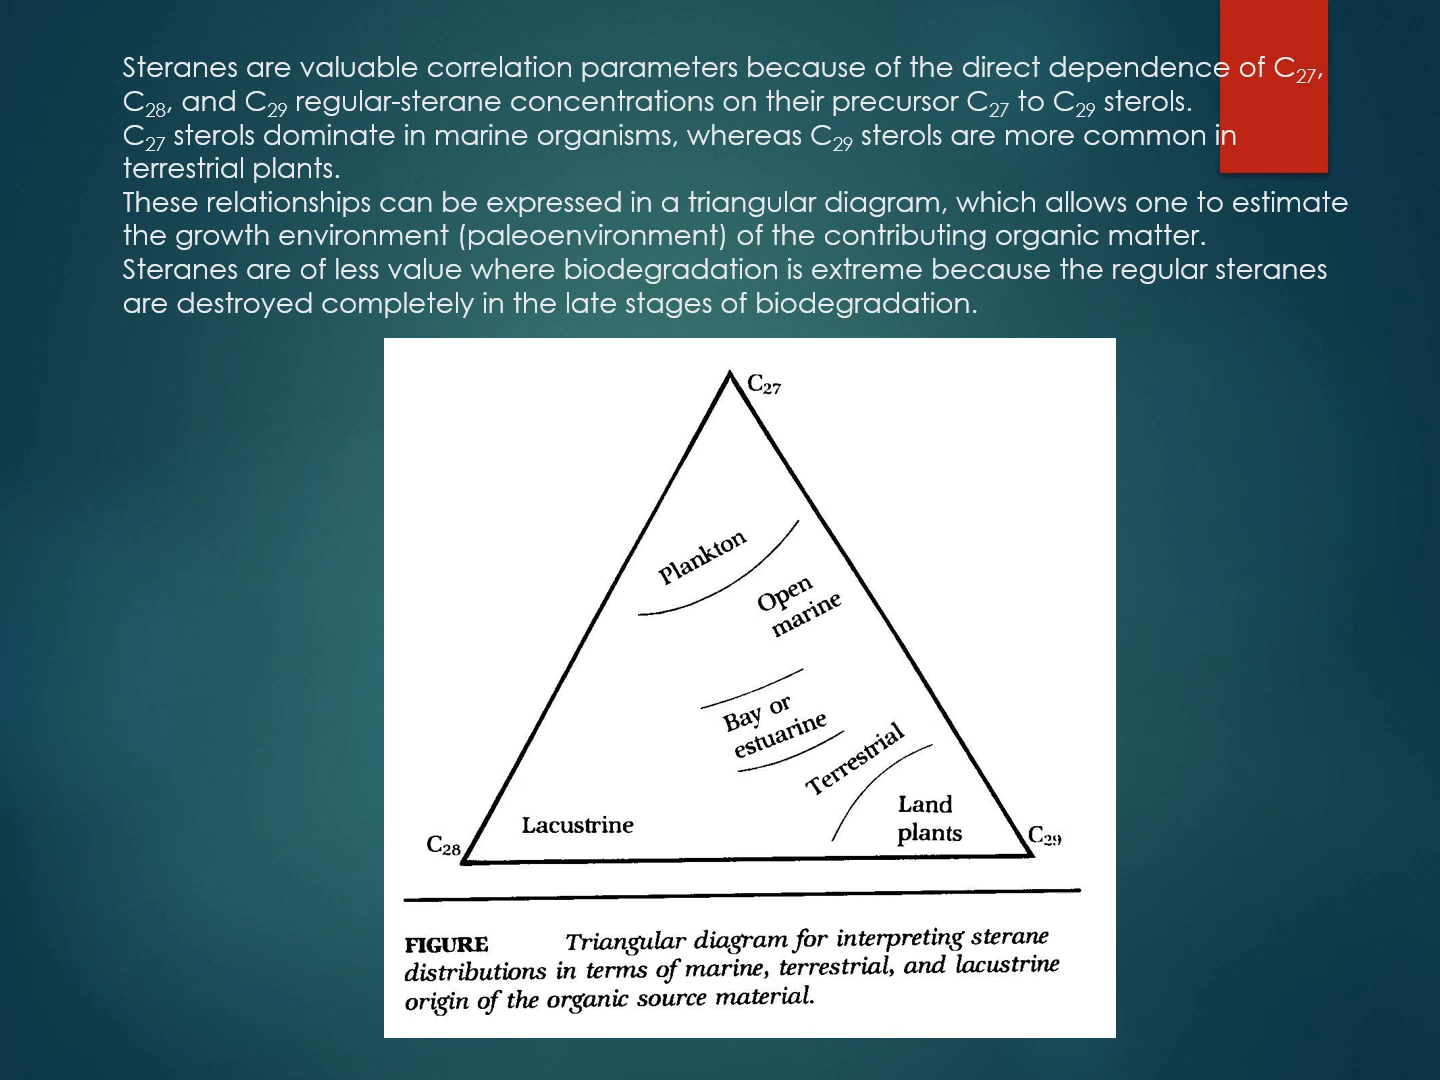 Steranes are valuable correlation parameters because of the direct dependence of C₂₇,
C₂₈, and C₂₉ regular-sterane concentrations on their precursor C₂₇ to C₂₉ sterols.
C₂₇ sterols dominate in marine organisms, whereas C₂₉ sterols are more common in
terrestrial plants.
These relationships can be expressed in a triangular diagram, which allows one to estimate
the growth environment (paleoenvironment) of the contributing organic matter.
Steranes are of less value where biodegradation is extreme because the regular steranes
are destroyed completely in the late stages of biodegradation.
C₂₇
Plankton
Open
marine
Bay or
estuarine
Terrestrial
Land
plants
Lacustrine
C₂₈
C₂₉
FIGURE Triangular diagram for interpreting sterane
distributions in terms of marine, terrestrial, and lacustrine
origin of the organic source material.